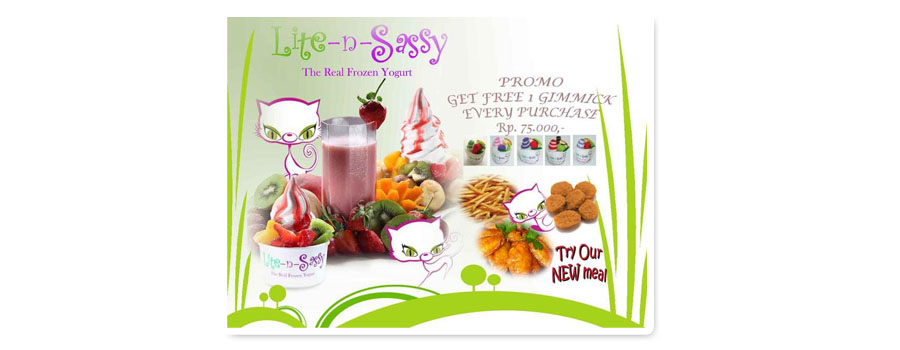 Lite-n-Sassy
The Real Frozen Yogurt
PROMO
GET FREE 1 GIMMICK
EVERY PURCHASE
Rp. 75.000,-
Lite-n-Sassy
The Real Frozen Yogurt
Try Our
NEW meal